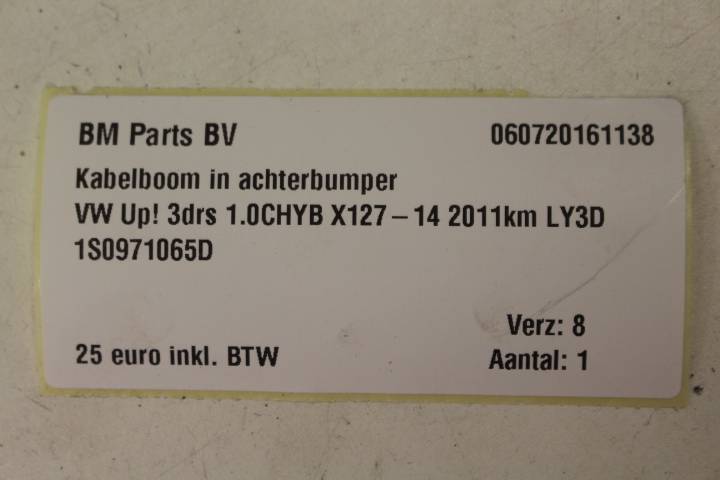 BM Parts BV 060720161138
Kabelboom in achterbumper
VW Up! 3drs 1.0CHYB X127 – 14 2011km LY3D
1S0971065D
Verz: 8
25 euro inkl. BTW Aantal: 1